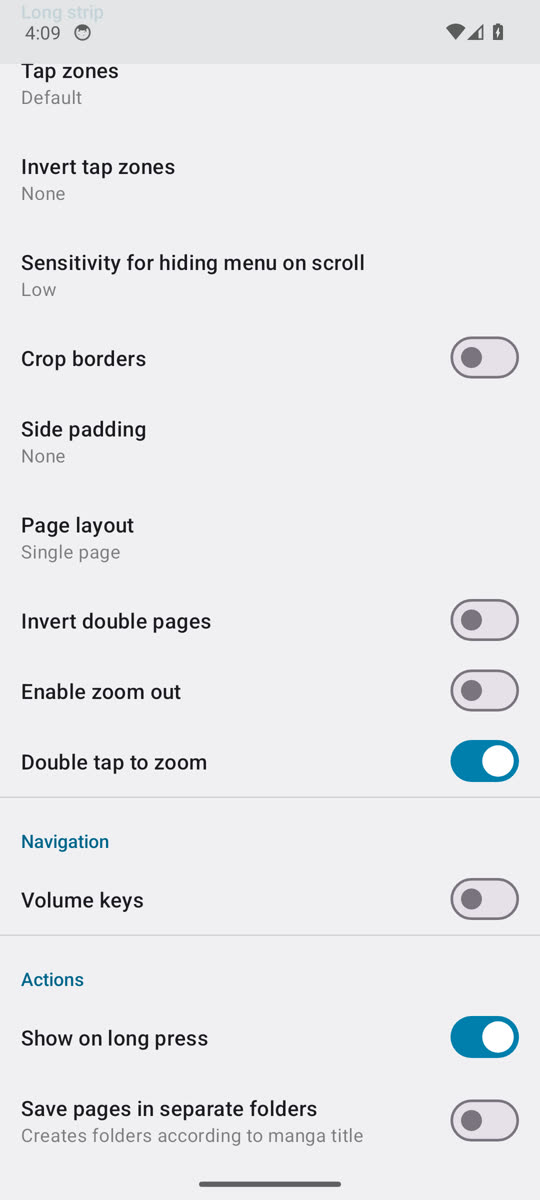 Long strip
4:09
Tap zones
Default
Invert tap zones
None
Sensitivity for hiding menu on scroll
Low
Crop borders
Side padding
None
Page layout
Single page
Invert double pages
Enable zoom out
Double tap to zoom
Navigation
Volume keys
Actions
Show on long press
Save pages in separate folders
Creates folders according to manga title